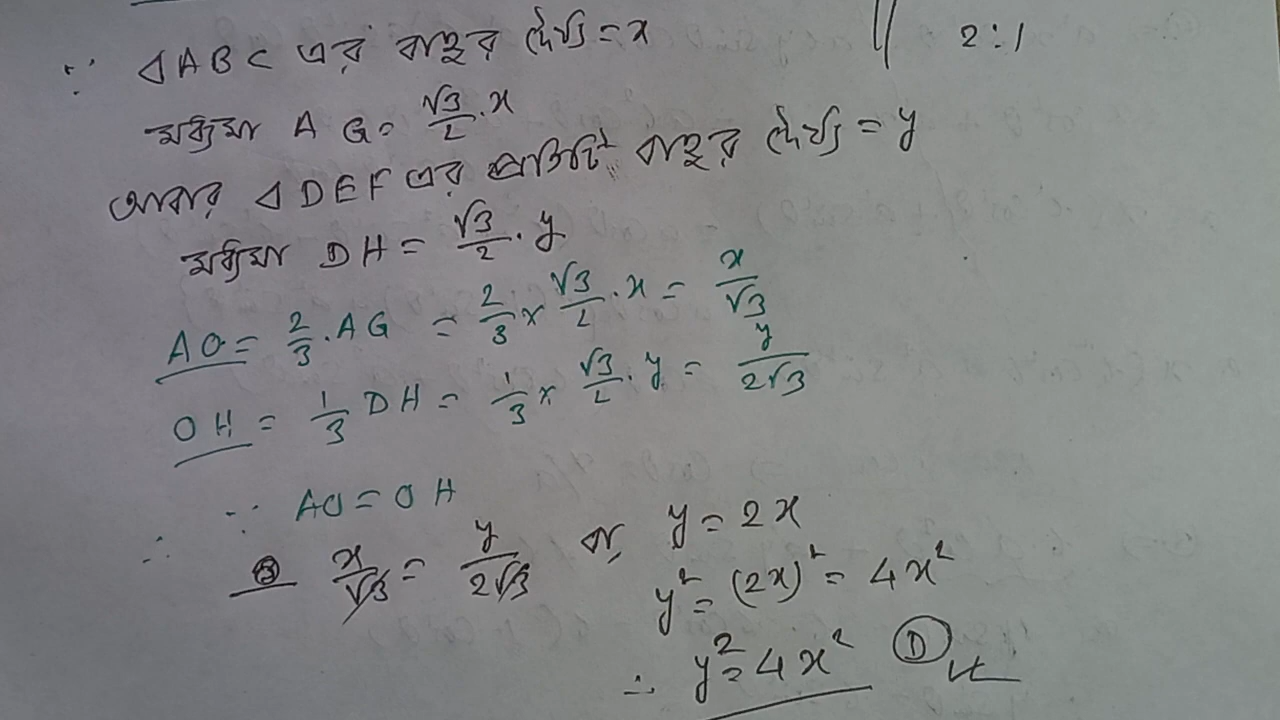 ∵ △ABC এর বাহুর দৈর্ঘ্য = x || 2:1
মধ্যমা AG = √3/2 . x
আবার △DEF এর প্রতিটি বাহুর দৈর্ঘ্য = y
মধ্যমা DH = √3/2 . y
AO = 2/3 . AG = 2/3 × √3/2 . x = x/√3
OH = 1/3 DH = 1/3 × √3/2 . y = y/2√3
∵ AO = OH
∴ x/√3 = y/2√3 বা, y = 2x
y² = (2x)² = 4x²
∴ y² = 4x² (D)